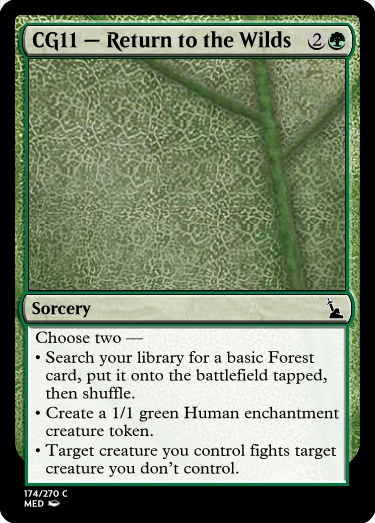 CG11 — Return to the Wilds 2
Sorcery
Choose two —
• Search your library for a basic Forest
card, put it onto the battlefield tapped,
then shuffle.
• Create a 1/1 green Human enchantment
creature token.
• Target creature you control fights target
creature you don't control.
174/270 C
MED